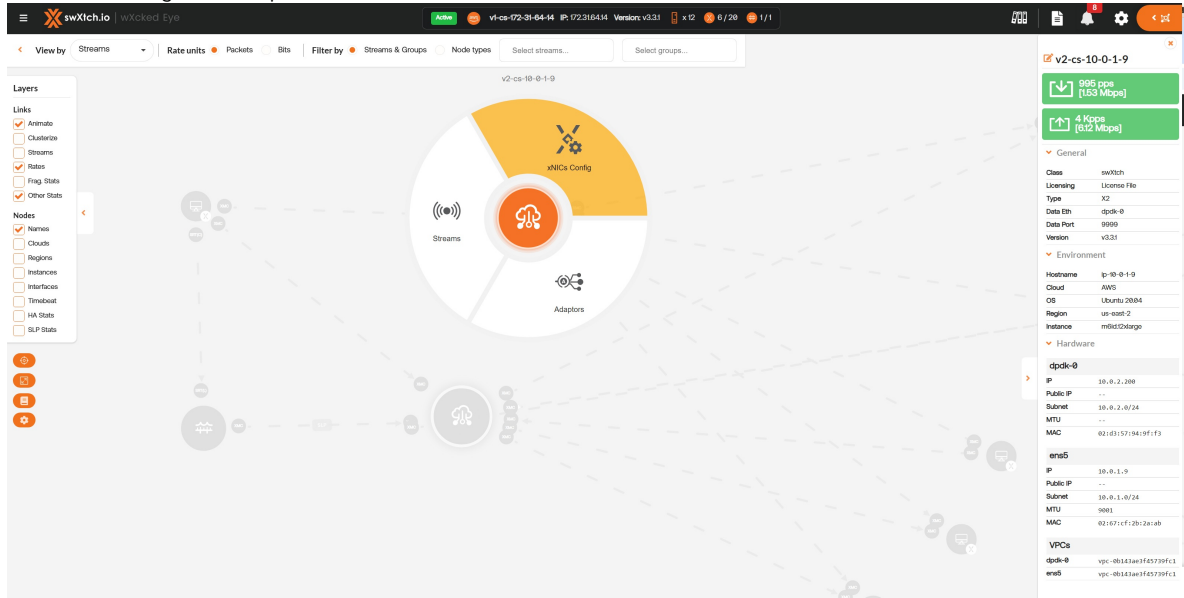 swXtch.io | wXcked Eye
Active v1-cs-172-31-64-14 IP: 172.31.64.14 Version: v3.3.1 x 12 6 / 20 1 / 1
8
View by Streams Rate units Packets Bits Filter by Streams & Groups Node types Select streams... Select groups...
Layers
Links
Animate
Clusterize
Streams
Rates
Frag. Stats
Other Stats
Nodes
Names
Clouds
Regions
Instances
Interfaces
Timebeat
HA Stats
SLP Stats
v2-cs-10-0-1-9
xNICs Config
Streams
Adaptors
v2-cs-10-0-1-9
995 pps
[1.53 Mbps]
4 Kpps
[6.12 Mbps]
General
Class swXtch
Licensing License File
Type X2
Data Eth dpdk-0
Data Port 9999
Version v3.3.1
Environment
Hostname ip-10-0-1-9
Cloud AWS
OS Ubuntu 20.04
Region us-east-2
Instance m6id.12xlarge
Hardware
dpdk-0
IP 10.0.2.200
Public IP --
Subnet 10.0.2.0/24
MTU --
MAC 02:d3:57:94:9f:f3
ens5
IP 10.0.1.9
Public IP --
Subnet 10.0.1.0/24
MTU 9001
MAC 02:67:cf:2b:2a:ab
VPCs
dpdk-0 vpc-0b143ae3f45739fc1
ens5 vpc-0b143ae3f45739fc1